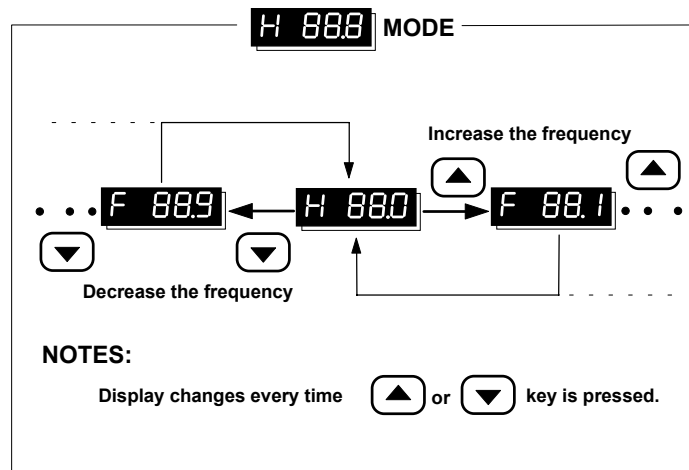 H 88.8 MODE
Increase the frequency
F 88.9 H 88.0 F 88.1
Decrease the frequency
NOTES:
Display changes every time or key is pressed.